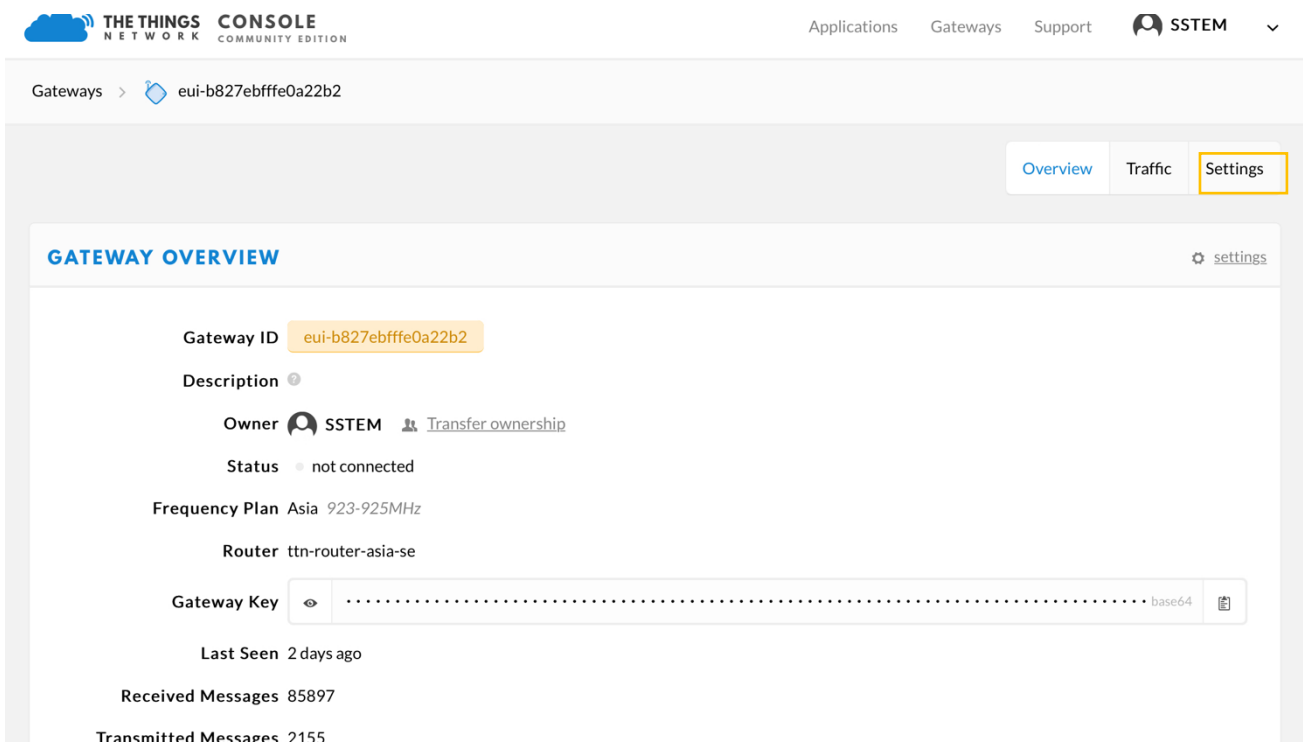 THE THINGS NETWORK CONSOLE COMMUNITY EDITION
Applications Gateways Support SSTEM
Gateways > eui-b827ebfffe0a22b2
Overview Traffic Settings
GATEWAY OVERVIEW settings
Gateway ID eui-b827ebfffe0a22b2
Description ?
Owner SSTEM Transfer ownership
Status not connected
Frequency Plan Asia 923-925MHz
Router ttn-router-asia-se
Gateway Key base64
Last Seen 2 days ago
Received Messages 85897
Transmitted Messages 2155